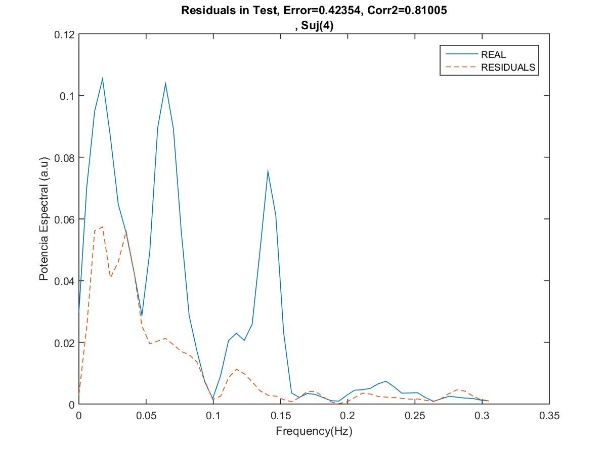 Residuals in Test, Error=0.42354, Corr2=0.81005
, Suj(4)
0.12
0.1
0.08
0.06
0.04
0.02
0
Potencia Espectral (a.u)
REAL
RESIDUALS
0 0.05 0.1 0.15 0.2 0.25 0.3 0.35
Frequency(Hz)